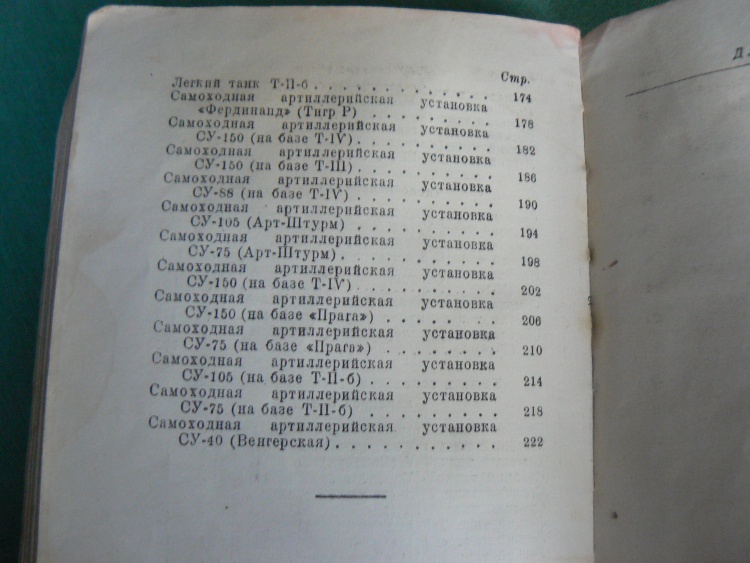 Стр.
Легкий танк Т-II-б . . . . . . . . . . . 174
Самоходная артиллерийская установка
«Фердинанд» (Тигр Р) . . . . . . . . 178
Самоходная артиллерийская установка
СУ-150 (на базе Т-IV) . . . . . . . . 182
Самоходная артиллерийская установка
СУ-150 (на базе Т-III) . . . . . . . . 186
Самоходная артиллерийская установка
СУ-88 (на базе Т-IV) . . . . . . . . 190
Самоходная артиллерийская установка
СУ-105 (Арт-Штурм) . . . . . . . . 194
Самоходная артиллерийская установка
СУ-75 (Арт-Штурм) . . . . . . . . . 198
Самоходная артиллерийская установка
СУ-150 (на базе Т-IV) . . . . . . . . 202
Самоходная артиллерийская установка
СУ-150 (на базе «Прага») . . . . . . 206
Самоходная артиллерийская установка
СУ-75 (на базе «Прага») . . . . . . . 210
Самоходная артиллерийская установка
СУ-105 (на базе Т-II-б) . . . . . . . . 214
Самоходная артиллерийская установка
СУ-75 (на базе Т-II-б) . . . . . . . . 218
Самоходная артиллерийская установка
СУ-40 (Венгерская) . . . . . . . . . . 222